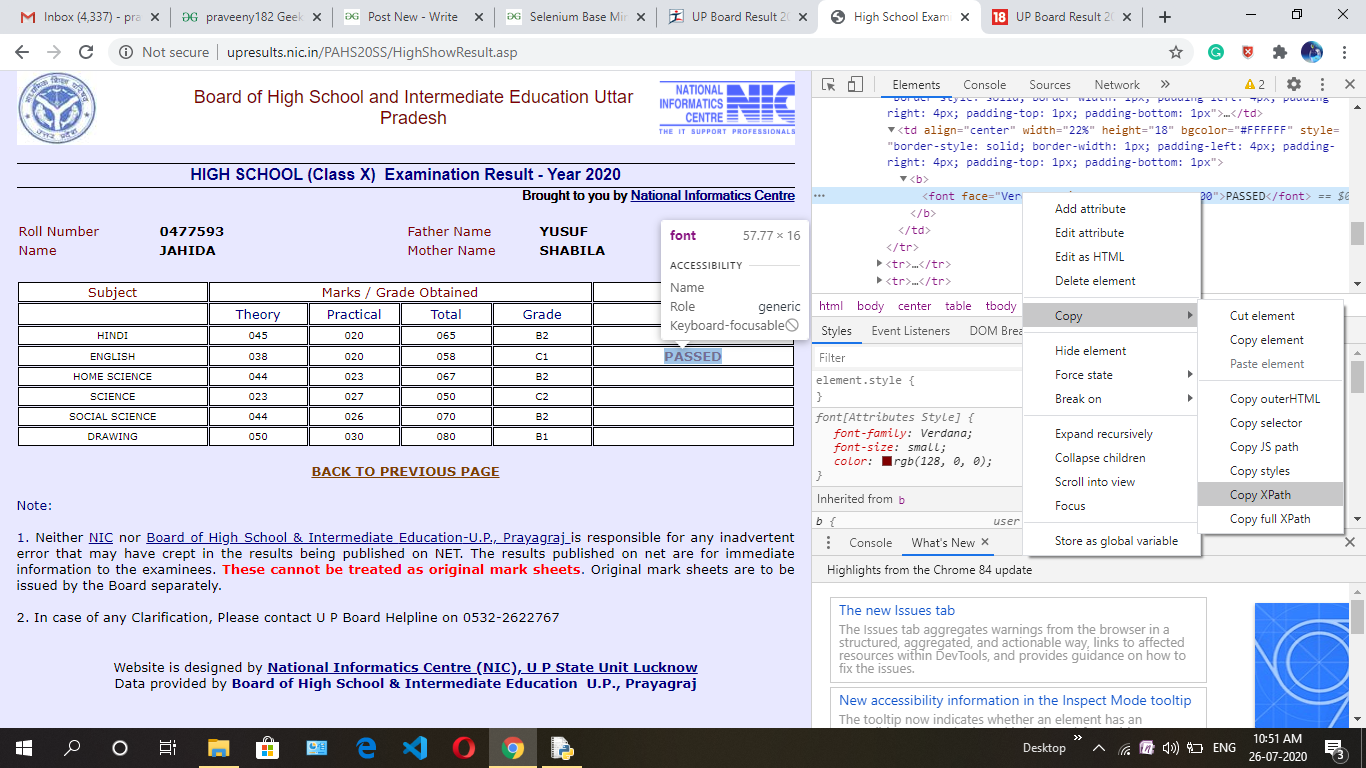 Inbox (4,337) - pra
praveeny182 Geek
Post New - Write
Selenium Base Min
UP Board Result 20
High School Exam
18 UP Board Result 20
Not secure | upresults.nic.in/PAHS20SS/HighShowResult.asp
Board of High School and Intermediate Education Uttar
Pradesh
NATIONAL
INFORMATICS
CENTRE
NIC
THE IT SUPPORT PROFESSIONALS
HIGH SCHOOL (Class X) Examination Result - Year 2020
Brought to you by National Informatics Centre
Roll Number 0477593 Father Name YUSUF
Name JAHIDA Mother Name SHABILA
Subject Marks / Grade Obtained
Theory Practical Total Grade
HINDI 045 020 065 B2
ENGLISH 038 020 058 C1 PASSED
HOME SCIENCE 044 023 067 B2
SCIENCE 023 027 050 C2
SOCIAL SCIENCE 044 026 070 B2
DRAWING 050 030 080 B1
BACK TO PREVIOUS PAGE
Note:
1. Neither NIC nor Board of High School & Intermediate Education-U.P., Prayagraj is responsible for any inadvertent
error that may have crept in the results being published on NET. The results published on net are for immediate
information to the examinees. These cannot be treated as original mark sheets. Original mark sheets are to be
issued by the Board separately.
2. In case of any Clarification, Please contact U P Board Helpline on 0532-2622767
Website is designed by National Informatics Centre (NIC), U P State Unit Lucknow
Data provided by Board of High School & Intermediate Education U.P., Prayagraj
font 57.77 × 16
ACCESSIBILITY
Name
Role generic
Keyboard-focusable
Elements Console Sources Network » 2
"border-style: solid; border-width: 1px; padding-left: 4px; padding-
right: 4px; padding-top: 1px; padding-bottom: 1px">…</td>
<td align="center" width="22%" height="18" bgcolor="#FFFFFF" style=
"border-style: solid; border-width: 1px; padding-left: 4px; padding-
right: 4px; padding-top: 1px; padding-bottom: 1px">
<b>
… <font face="Ver 00">PASSED</font> == $0
</b>
</td>
</tr>
<tr>…</tr>
<tr>…</tr>
html body center table tbody
Styles Event Listeners DOM Brea
Filter
element.style {
}
font[Attributes Style] {
font-family: Verdana;
font-size: small;
color: rgb(128, 0, 0);
}
Inherited from b
b { user
Add attribute
Edit attribute
Edit as HTML
Delete element
Copy
Hide element
Force state
Break on
Expand recursively
Collapse children
Scroll into view
Focus
Store as global variable
Cut element
Copy element
Paste element
Copy outerHTML
Copy selector
Copy JS path
Copy styles
Copy XPath
Copy full XPath
Console What's New
Highlights from the Chrome 84 update
The new Issues tab
The Issues tab aggregates warnings from the browser in a
structured, aggregated, and actionable way, links to affected
resources within DevTools, and provides guidance on how to
fix the issues.
New accessibility information in the Inspect Mode tooltip
The tooltip now indicates whether an element has an
Desktop » ENG 10:51 AM
26-07-2020
3